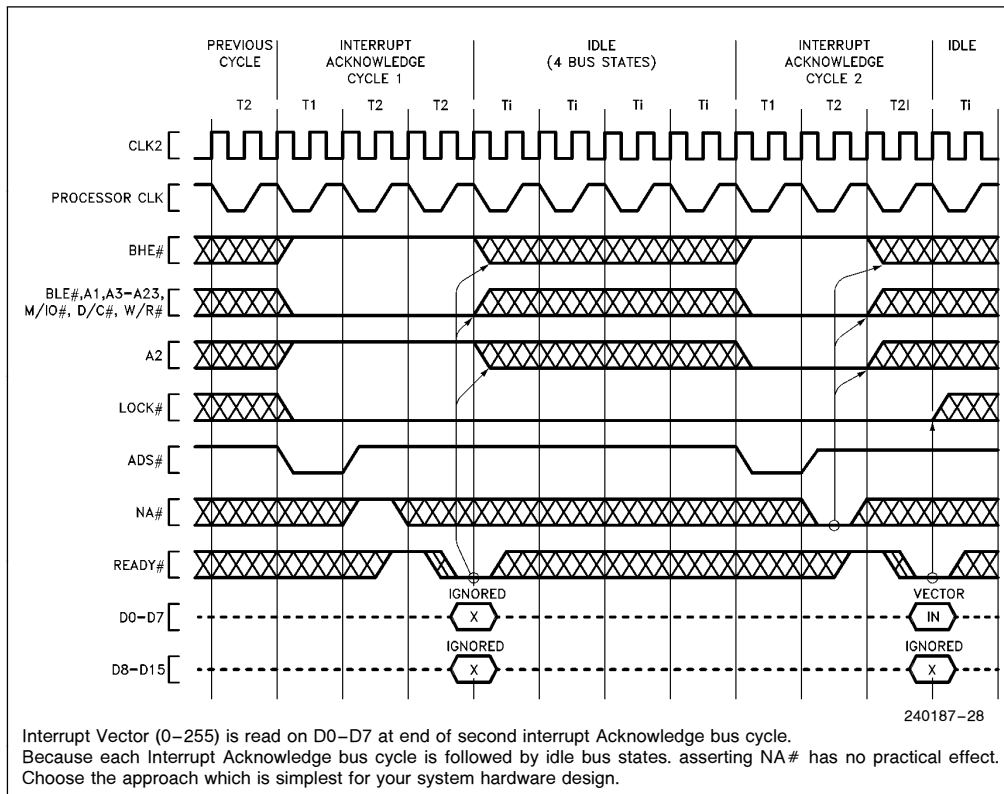 PREVIOUS CYCLE
INTERRUPT ACKNOWLEDGE CYCLE 1
IDLE (4 BUS STATES)
INTERRUPT ACKNOWLEDGE CYCLE 2
IDLE
T2 T1 T2 T2 Ti Ti Ti Ti T1 T2 T2I Ti
CLK2
PROCESSOR CLK
BHE#
BLE#,A1,A3–A23,
M/IO#, D/C#, W/R#
A2
LOCK#
ADS#
NA#
READY#
IGNORED VECTOR
D0–D7 X IN
IGNORED IGNORED
D8–D15 X X
240187–28
Interrupt Vector (0–255) is read on D0–D7 at end of second interrupt Acknowledge bus cycle.
Because each Interrupt Acknowledge bus cycle is followed by idle bus states. asserting NA# has no practical effect.
Choose the approach which is simplest for your system hardware design.